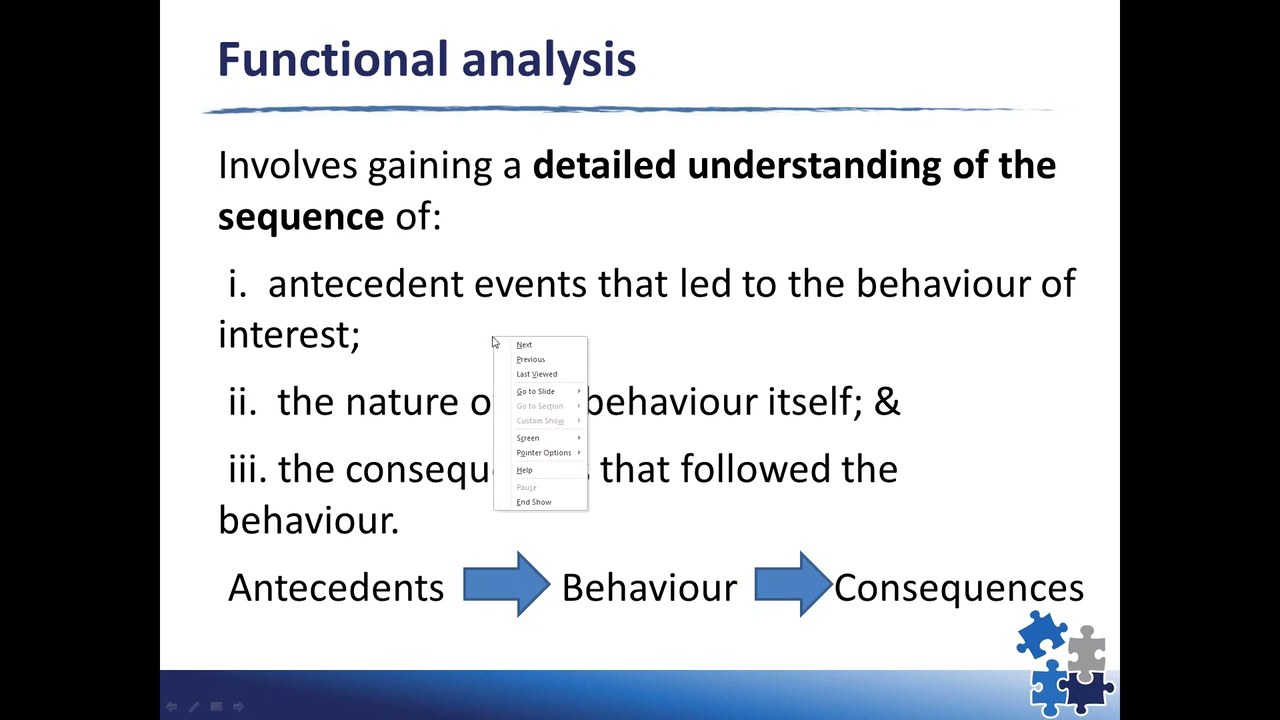 Functional analysis
Involves gaining a detailed understanding of the
sequence of:
i. antecedent events that led to the behaviour of
interest;
ii. the nature o behaviour itself; &
iii. the consequ s that followed the
behaviour.
Next
Previous
Last Viewed
Go to Slide
Go to Section
Custom Show
Screen
Pointer Options
Help
Pause
End Show
Antecedents Behaviour Consequences